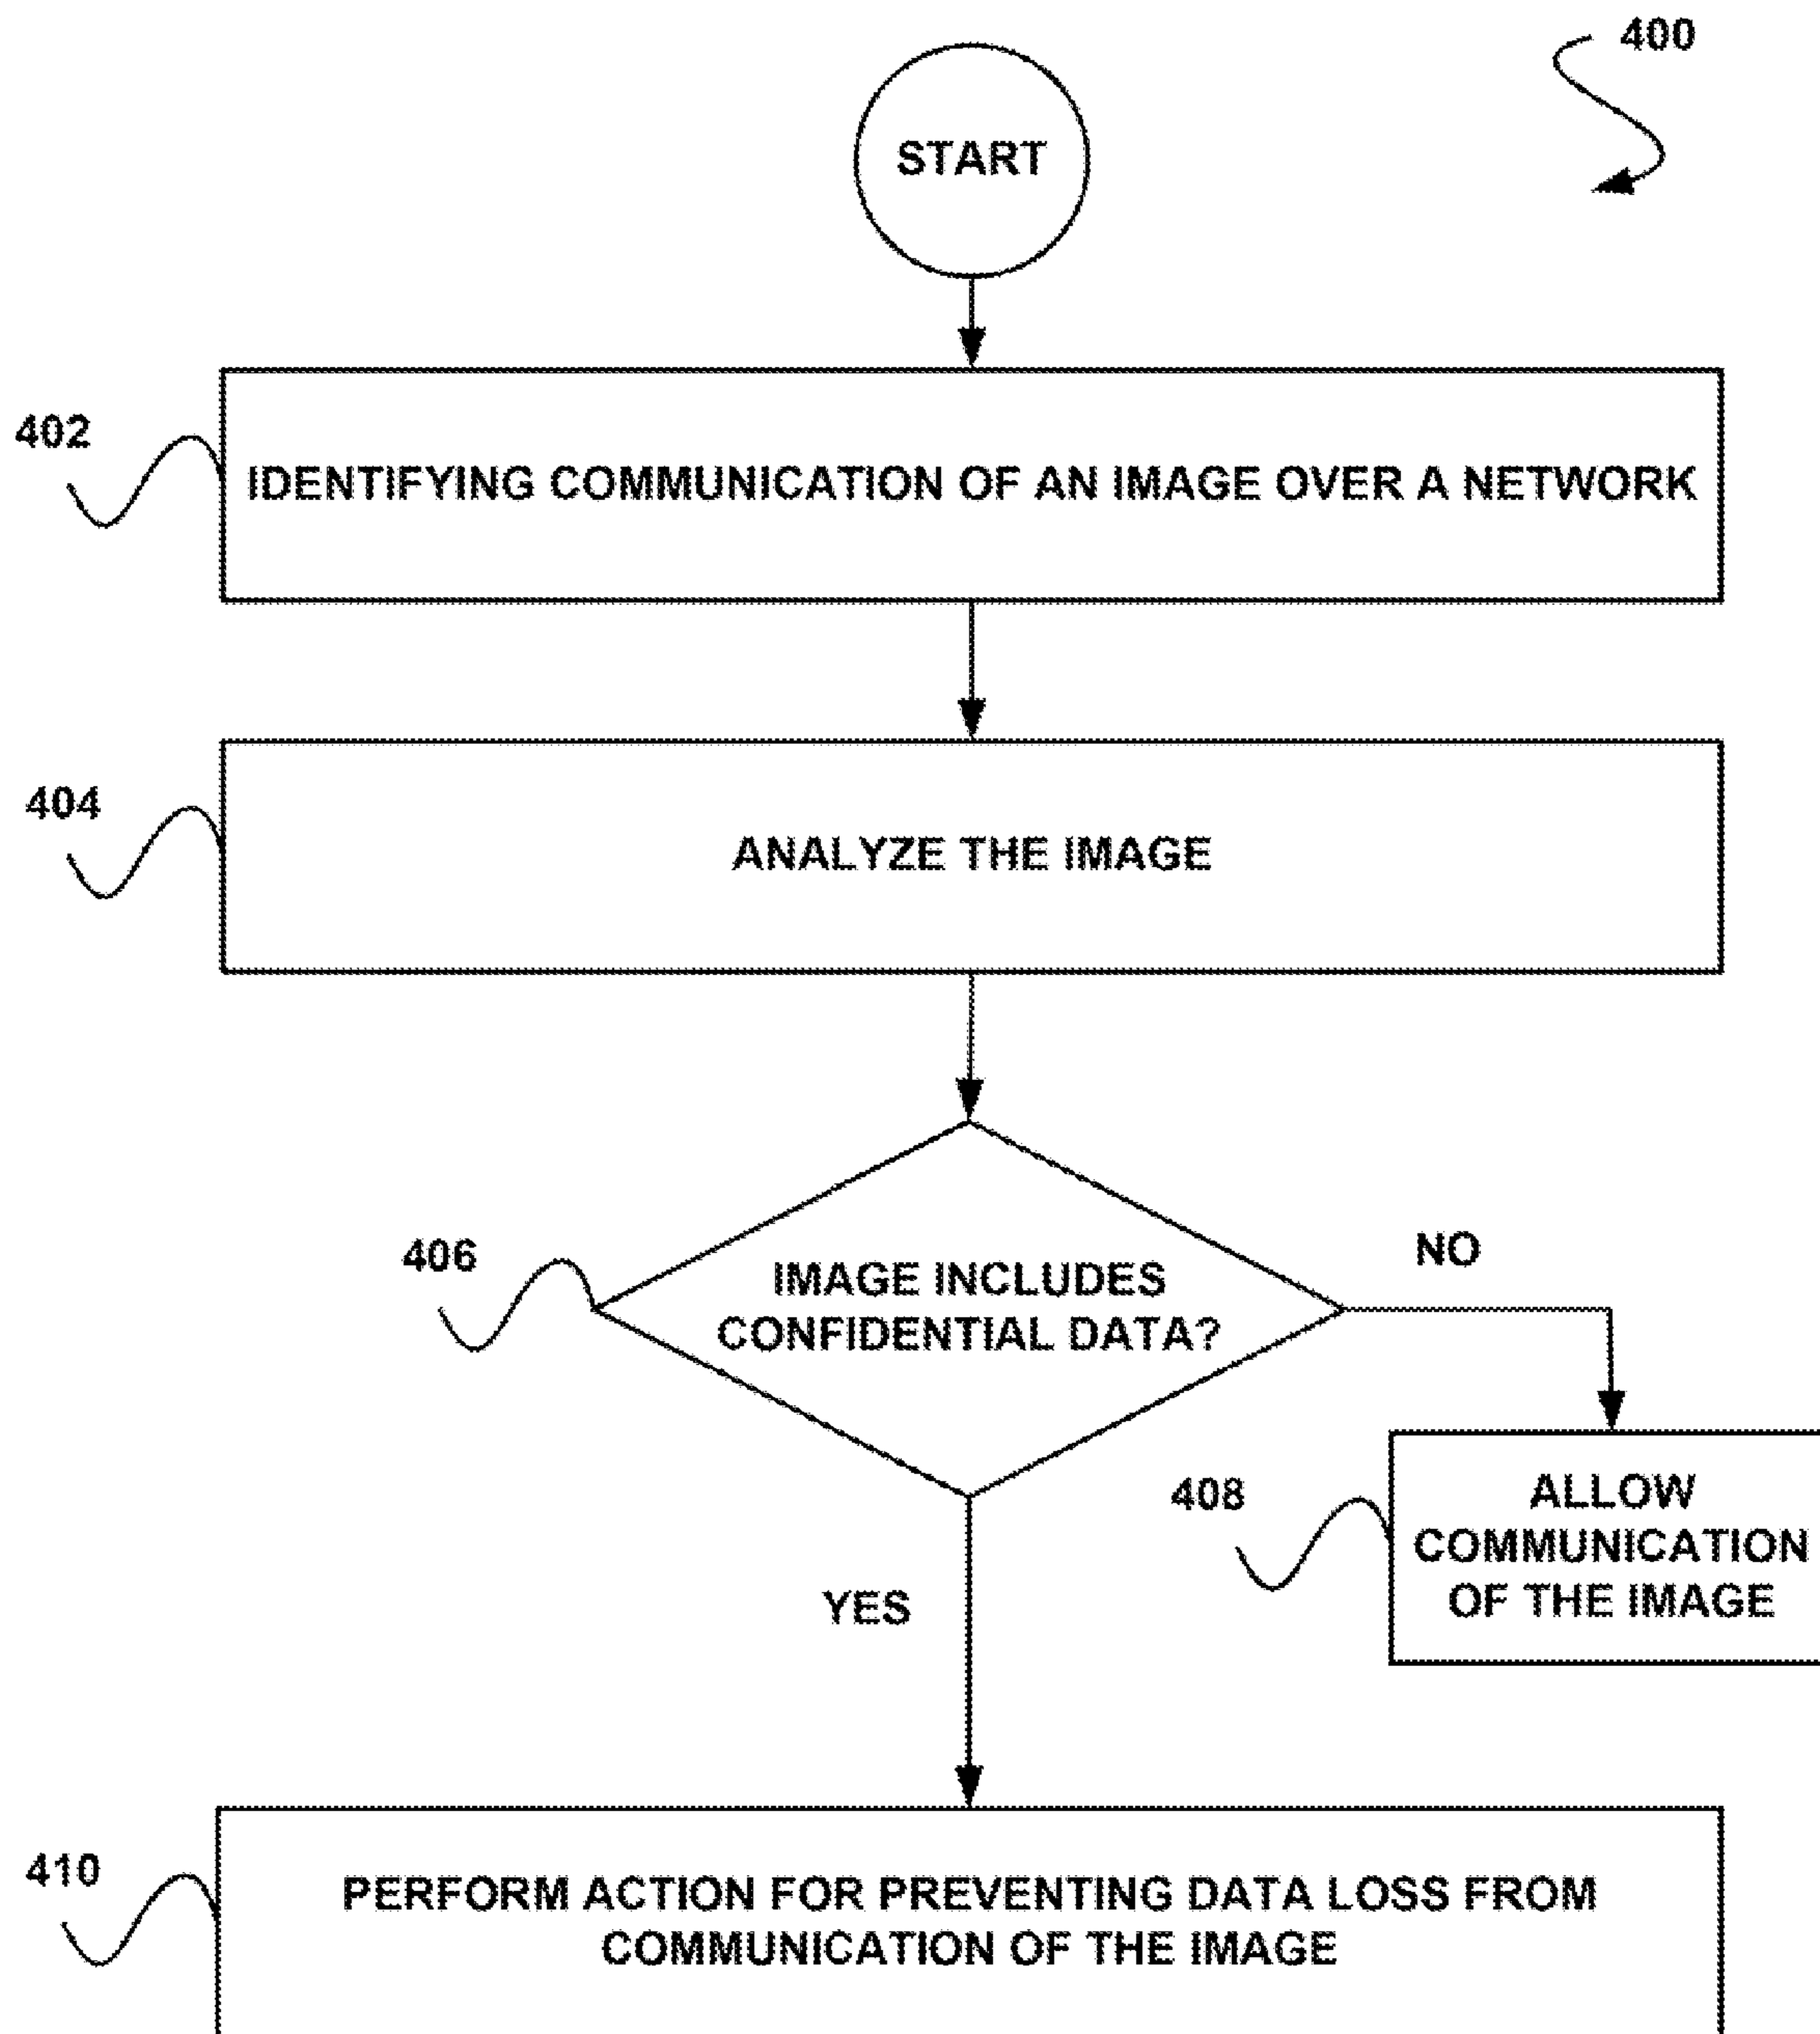 400
START
402
IDENTIFYING COMMUNICATION OF AN IMAGE OVER A NETWORK
404
ANALYZE THE IMAGE
406
IMAGE INCLUDES
CONFIDENTIAL DATA?
NO
408
ALLOW
COMMUNICATION
OF THE IMAGE
YES
410
PERFORM ACTION FOR PREVENTING DATA LOSS FROM
COMMUNICATION OF THE IMAGE